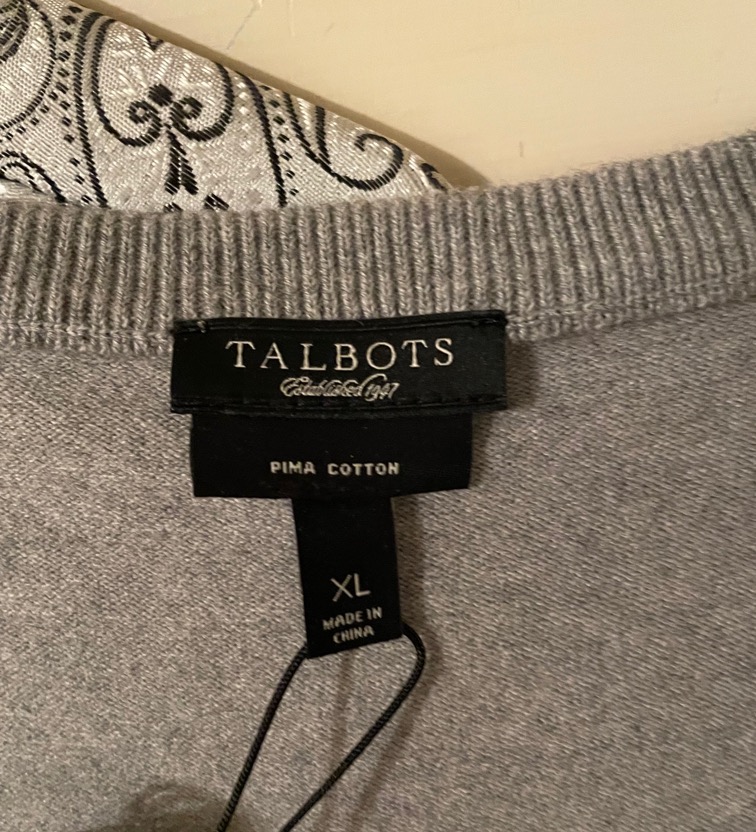 TALBOTS
Established 1947
PIMA COTTON
XL
MADE IN
CHINA